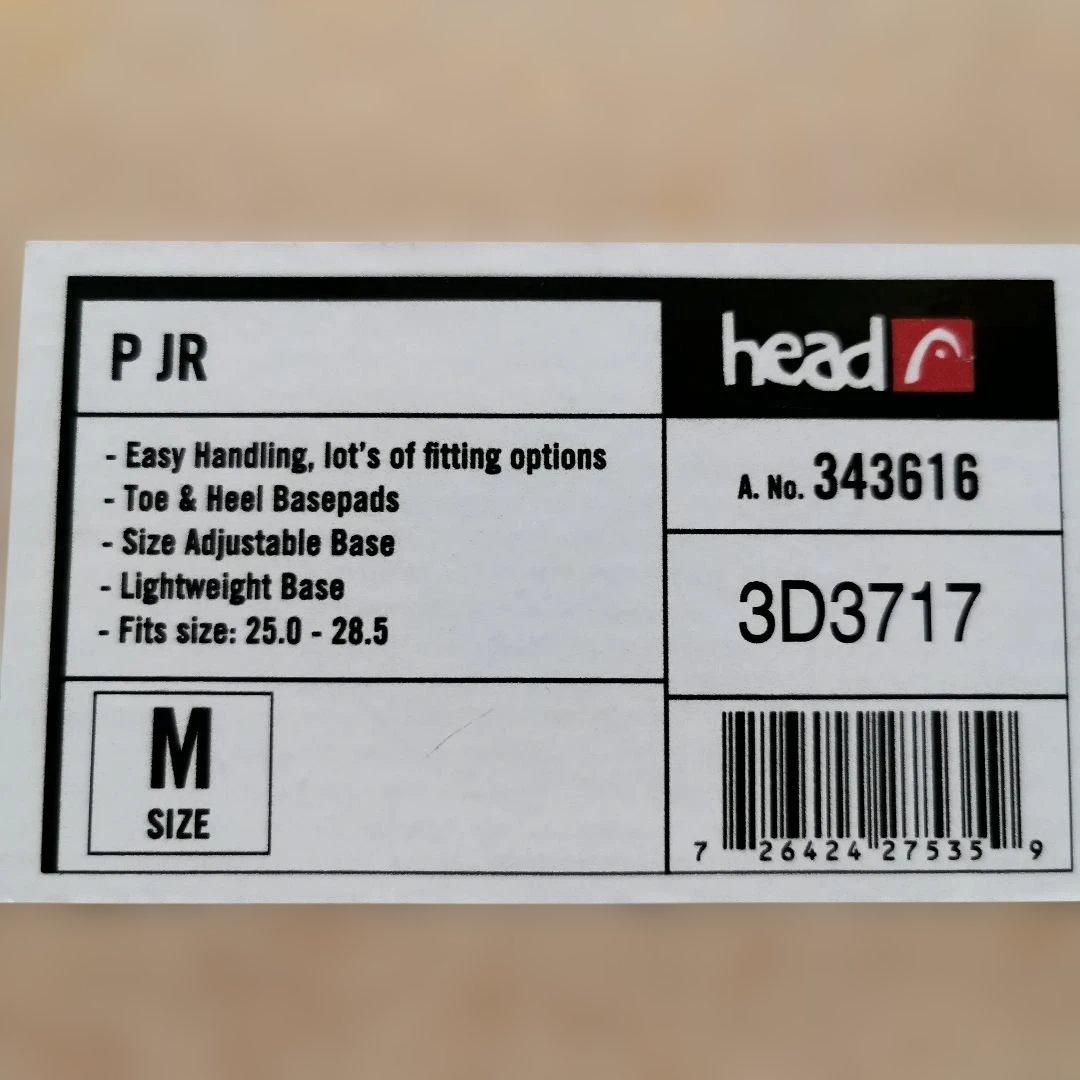 P JR
head
- Easy Handling, lot's of fitting options
- Toe & Heel Basepads
- Size Adjustable Base
- Lightweight Base
- Fits size: 25.0 - 28.5
A. No. 343616
3D3717
M
SIZE
7 26424 27535 9